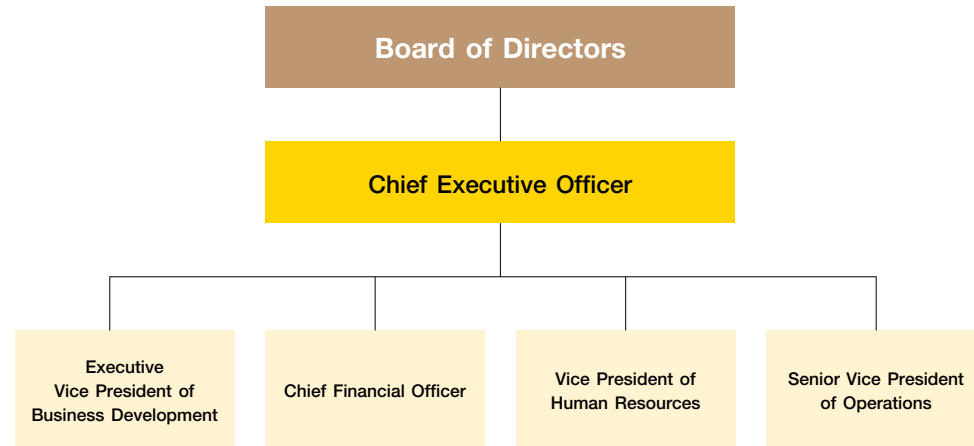 Board of Directors
Chief Executive Officer
Executive
Vice President of
Business Development
Chief Financial Officer
Vice President of
Human Resources
Senior Vice President
of Operations